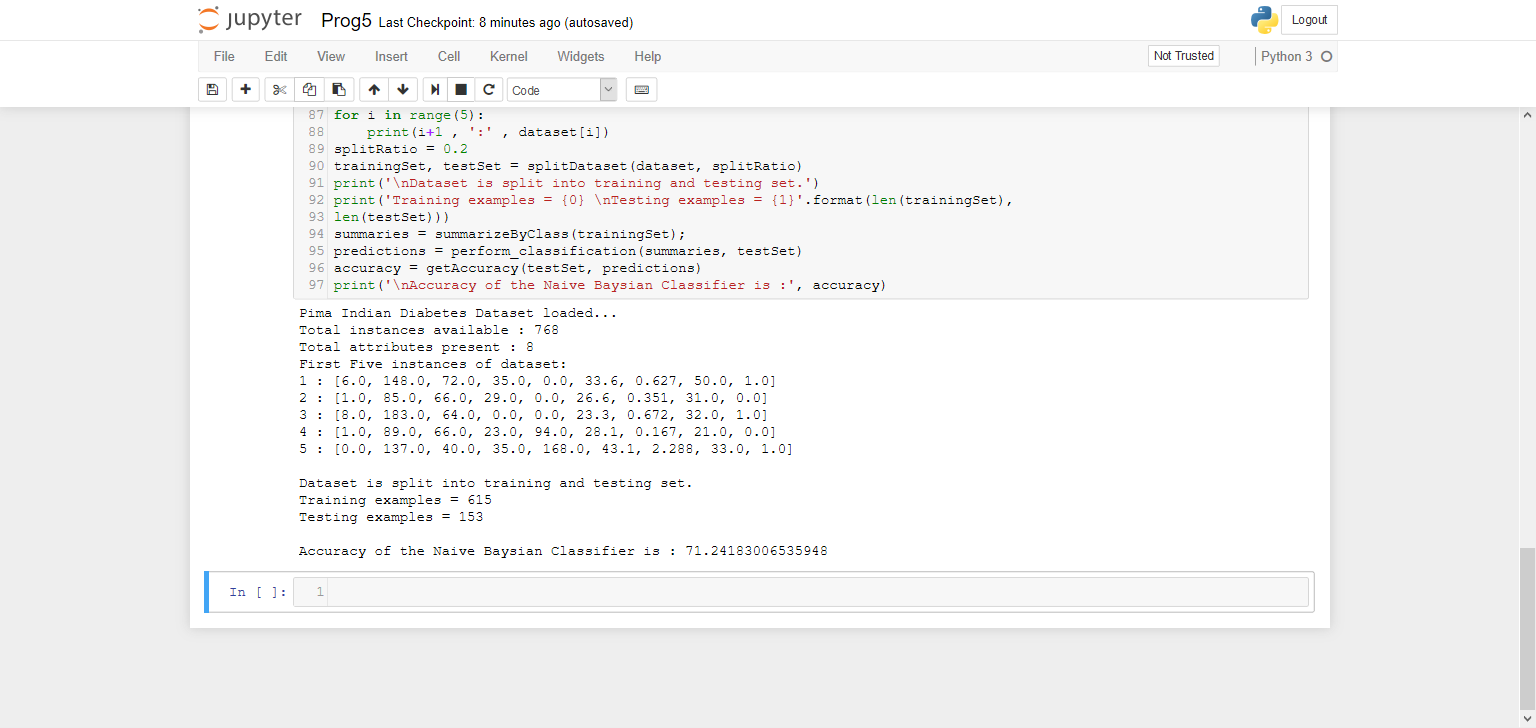 jupyter Prog5 Last Checkpoint: 8 minutes ago (autosaved) Logout
File Edit View Insert Cell Kernel Widgets Help Not Trusted Python 3
Code
87 for i in range(5):
88     print(i+1 , ':' , dataset[i])
89 splitRatio = 0.2
90 trainingSet, testSet = splitDataset(dataset, splitRatio)
91 print('\nDataset is split into training and testing set.')
92 print('Training examples = {0} \nTesting examples = {1}'.format(len(trainingSet),
93 len(testSet)))
94 summaries = summarizeByClass(trainingSet);
95 predictions = perform_classification(summaries, testSet)
96 accuracy = getAccuracy(testSet, predictions)
97 print('\nAccuracy of the Naive Baysian Classifier is :', accuracy)
Pima Indian Diabetes Dataset loaded...
Total instances available : 768
Total attributes present : 8
First Five instances of dataset:
1 : [6.0, 148.0, 72.0, 35.0, 0.0, 33.6, 0.627, 50.0, 1.0]
2 : [1.0, 85.0, 66.0, 29.0, 0.0, 26.6, 0.351, 31.0, 0.0]
3 : [8.0, 183.0, 64.0, 0.0, 0.0, 23.3, 0.672, 32.0, 1.0]
4 : [1.0, 89.0, 66.0, 23.0, 94.0, 28.1, 0.167, 21.0, 0.0]
5 : [0.0, 137.0, 40.0, 35.0, 168.0, 43.1, 2.288, 33.0, 1.0]
Dataset is split into training and testing set.
Training examples = 615
Testing examples = 153
Accuracy of the Naive Baysian Classifier is : 71.24183006535948
In [ ]: 1